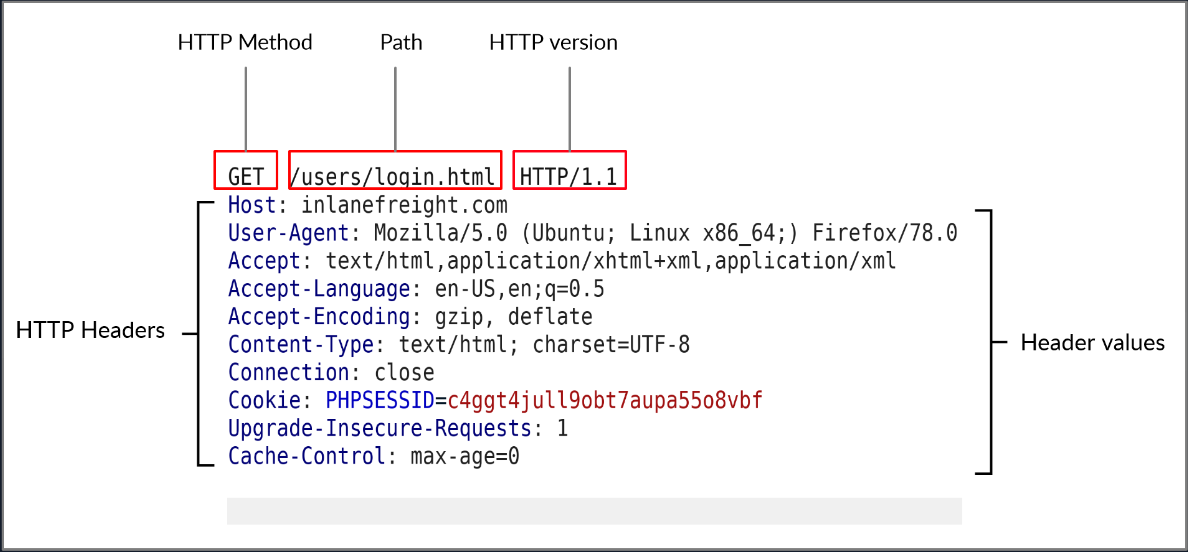 HTTP Method Path HTTP version
GET /users/login.html HTTP/1.1
Host: inlanefreight.com
User-Agent: Mozilla/5.0 (Ubuntu; Linux x86_64;) Firefox/78.0
Accept: text/html,application/xhtml+xml,application/xml
Accept-Language: en-US,en;q=0.5
Accept-Encoding: gzip, deflate
HTTP Headers
Content-Type: text/html; charset=UTF-8
Header values
Connection: close
Cookie: PHPSESSID=c4ggt4jull9obt7aupa55o8vbf
Upgrade-Insecure-Requests: 1
Cache-Control: max-age=0